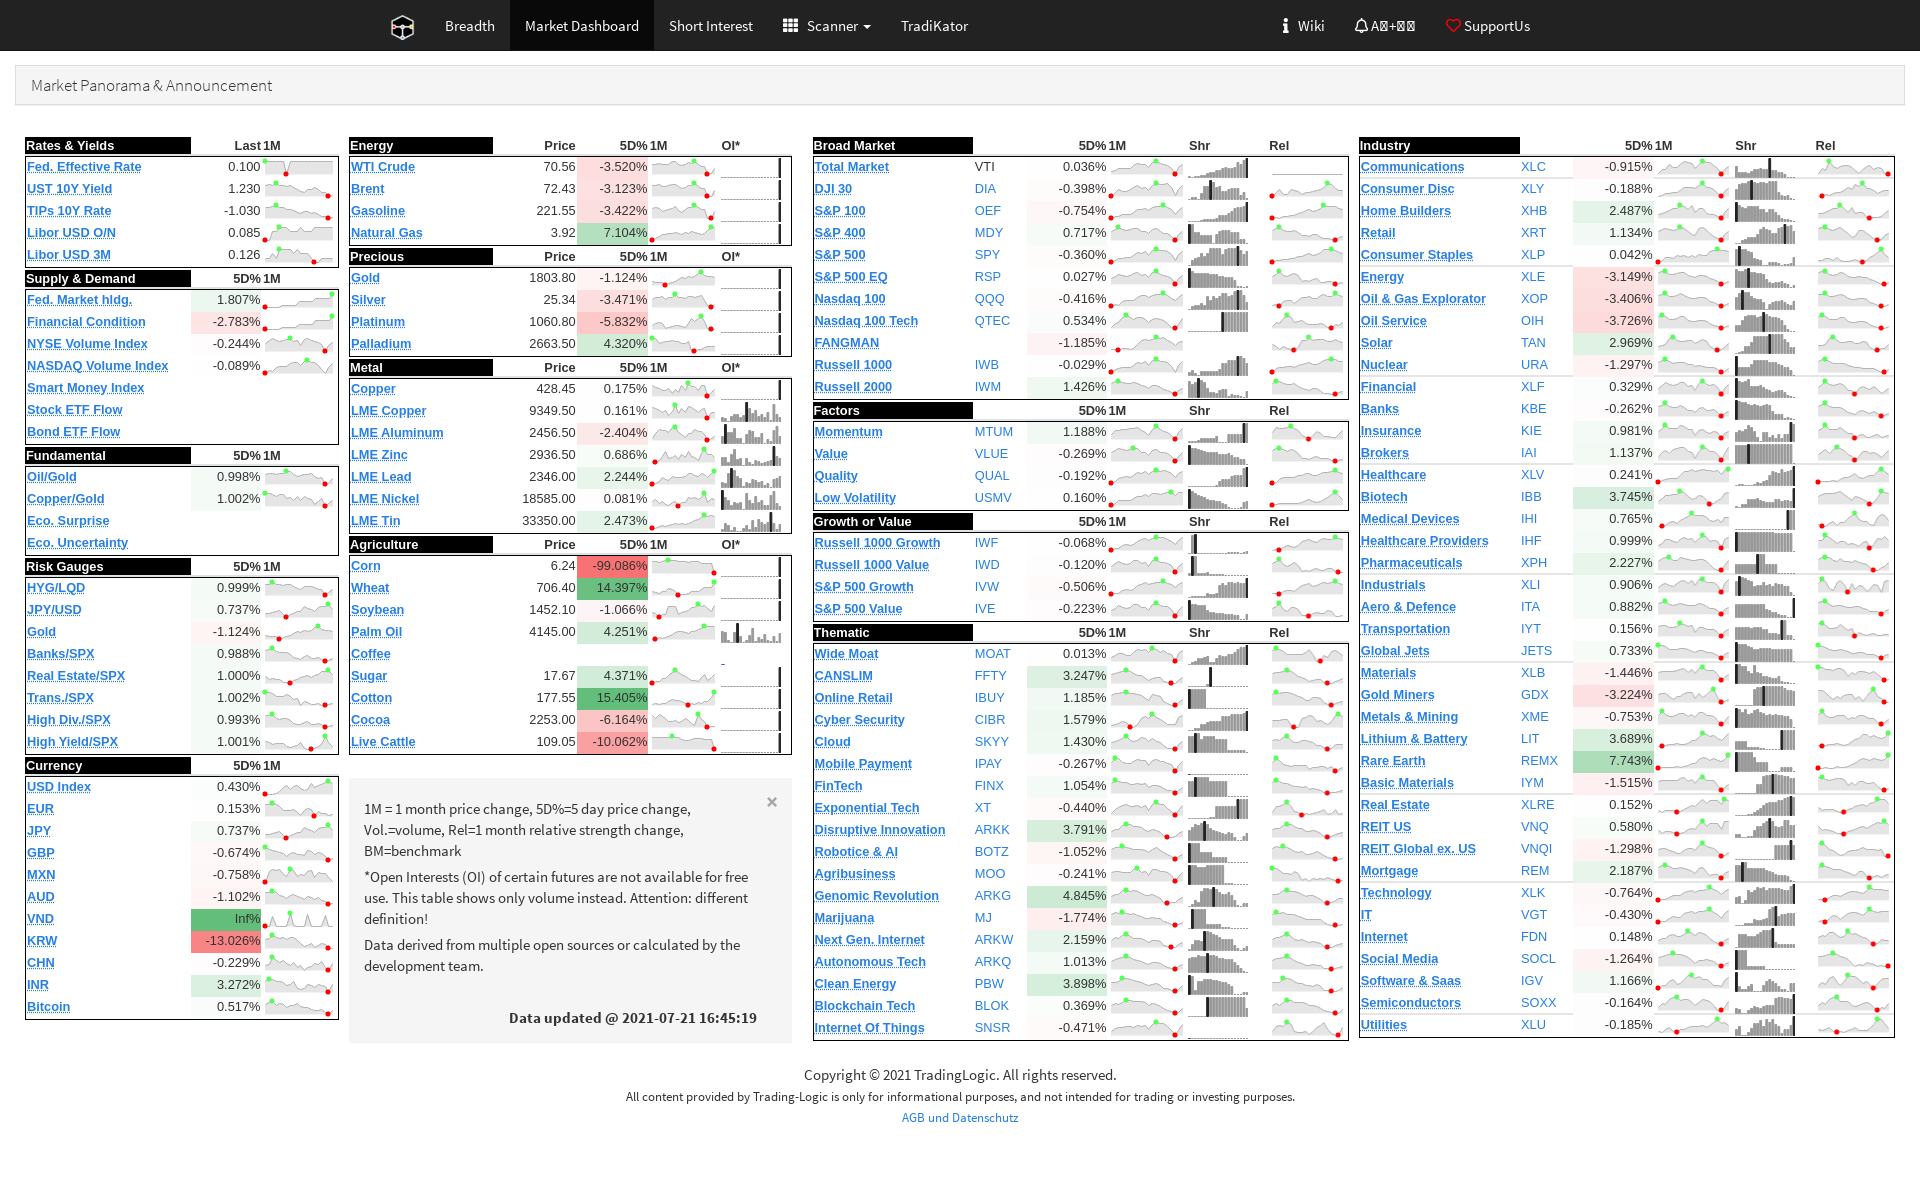 Breadth Market Dashboard Short Interest Scanner TradiKator Wiki SupportUs
Market Panorama & Announcement
Rates & Yields Last 1M
Fed. Effective Rate 0.100
UST 10Y Yield 1.230
TIPs 10Y Rate -1.030
Libor USD O/N 0.085
Libor USD 3M 0.126
Supply & Demand 5D% 1M
Fed. Market hldg. 1.807%
Financial Condition -2.783%
NYSE Volume Index -0.244%
NASDAQ Volume Index -0.089%
Smart Money Index
Stock ETF Flow
Bond ETF Flow
Fundamental 5D% 1M
Oil/Gold 0.998%
Copper/Gold 1.002%
Eco. Surprise
Eco. Uncertainty
Risk Gauges 5D% 1M
HYG/LQD 0.999%
JPY/USD 0.737%
Gold -1.124%
Banks/SPX 0.988%
Real Estate/SPX 1.000%
Trans./SPX 1.002%
High Div./SPX 0.993%
High Yield/SPX 1.001%
Currency 5D% 1M
USD Index 0.430%
EUR 0.153%
JPY 0.737%
GBP -0.674%
MXN -0.758%
AUD -1.102%
VND Inf%
KRW -13.026%
CHN -0.229%
INR 3.272%
Bitcoin 0.517%
Energy Price 5D% 1M OI*
WTI Crude 70.56 -3.520%
Brent 72.43 -3.123%
Gasoline 221.55 -3.422%
Natural Gas 3.92 7.104%
Precious Price 5D% 1M OI*
Gold 1803.80 -1.124%
Silver 25.34 -3.471%
Platinum 1060.80 -5.832%
Palladium 2663.50 4.320%
Metal Price 5D% 1M OI*
Copper 428.45 0.175%
LME Copper 9349.50 0.161%
LME Aluminum 2456.50 -2.404%
LME Zinc 2936.50 0.686%
LME Lead 2346.00 2.244%
LME Nickel 18585.00 0.081%
LME Tin 33350.00 2.473%
Agriculture Price 5D% 1M OI*
Corn 6.24 -99.086%
Wheat 706.40 14.397%
Soybean 1452.10 -1.066%
Palm Oil 4145.00 4.251%
Coffee -
Sugar 17.67 4.371%
Cotton 177.55 15.405%
Cocoa 2253.00 -6.164%
Live Cattle 109.05 -10.062%
×
1M = 1 month price change, 5D%=5 day price change,
Vol.=volume, Rel=1 month relative strength change,
BM=benchmark
*Open Interests (OI) of certain futures are not available for free
use. This table shows only volume instead. Attention: different
definition!
Data derived from multiple open sources or calculated by the
development team.
Data updated @ 2021-07-21 16:45:19
Broad Market 5D% 1M Shr Rel
Total Market VTI 0.036%
DJI 30 DIA -0.398%
S&P 100 OEF -0.754%
S&P 400 MDY 0.717%
S&P 500 SPY -0.360%
S&P 500 EQ RSP 0.027%
Nasdaq 100 QQQ -0.416%
Nasdaq 100 Tech QTEC 0.534%
FANGMAN -1.185%
Russell 1000 IWB -0.029%
Russell 2000 IWM 1.426%
Factors 5D% 1M Shr Rel
Momentum MTUM 1.188%
Value VLUE -0.269%
Quality QUAL -0.192%
Low Volatility USMV 0.160%
Growth or Value 5D% 1M Shr Rel
Russell 1000 Growth IWF -0.068%
Russell 1000 Value IWD -0.120%
S&P 500 Growth IVW -0.506%
S&P 500 Value IVE -0.223%
Thematic 5D% 1M Shr Rel
Wide Moat MOAT 0.013%
CANSLIM FFTY 3.247%
Online Retail IBUY 1.185%
Cyber Security CIBR 1.579%
Cloud SKYY 1.430%
Mobile Payment IPAY -0.267%
FinTech FINX 1.054%
Exponential Tech XT -0.440%
Disruptive Innovation ARKK 3.791%
Robotice & AI BOTZ -1.052%
Agribusiness MOO -0.241%
Genomic Revolution ARKG 4.845%
Marijuana MJ -1.774%
Next Gen. Internet ARKW 2.159%
Autonomous Tech ARKQ 1.013%
Clean Energy PBW 3.898%
Blockchain Tech BLOK 0.369%
Internet Of Things SNSR -0.471%
Industry 5D% 1M Shr Rel
Communications XLC -0.915%
Consumer Disc XLY -0.188%
Home Builders XHB 2.487%
Retail XRT 1.134%
Consumer Staples XLP 0.042%
Energy XLE -3.149%
Oil & Gas Explorator XOP -3.406%
Oil Service OIH -3.726%
Solar TAN 2.969%
Nuclear URA -1.297%
Financial XLF 0.329%
Banks KBE -0.262%
Insurance KIE 0.981%
Brokers IAI 1.137%
Healthcare XLV 0.241%
Biotech IBB 3.745%
Medical Devices IHI 0.765%
Healthcare Providers IHF 0.999%
Pharmaceuticals XPH 2.227%
Industrials XLI 0.906%
Aero & Defence ITA 0.882%
Transportation IYT 0.156%
Global Jets JETS 0.733%
Materials XLB -1.446%
Gold Miners GDX -3.224%
Metals & Mining XME -0.753%
Lithium & Battery LIT 3.689%
Rare Earth REMX 7.743%
Basic Materials IYM -1.515%
Real Estate XLRE 0.152%
REIT US VNQ 0.580%
REIT Global ex. US VNQI -1.298%
Mortgage REM 2.187%
Technology XLK -0.764%
IT VGT -0.430%
Internet FDN 0.148%
Social Media SOCL -1.264%
Software & Saas IGV 1.166%
Semiconductors SOXX -0.164%
Utilities XLU -0.185%
Copyright © 2021 TradingLogic. All rights reserved.
All content provided by Trading-Logic is only for informational purposes, and not intended for trading or investing purposes.
AGB und Datenschutz